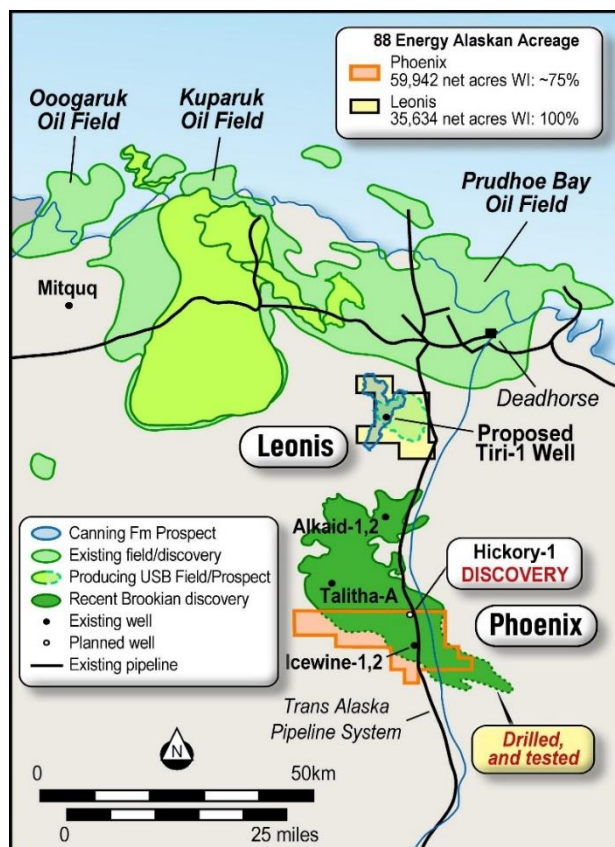 88 Energy Alaskan Acreage
Phoenix
59,942 net acres WI: ~75%
Leonis
35,634 net acres WI: 100%
Ooogaruk
Oil Field
Kuparuk
Oil Field
Prudhoe Bay
Oil Field
Mitquq
Deadhorse
Leonis
Proposed
Tiri-1 Well
Canning Fm Prospect
Existing field/discovery
Producing USB Field/Prospect
Recent Brookian discovery
Existing well
Planned well
Existing pipeline
Alkaid-1,2
Hickory-1
DISCOVERY
Talitha-A
Phoenix
Icewine-1,2
Trans Alaska
Pipeline System
Drilled,
and tested
N
0 50km
0 25 miles